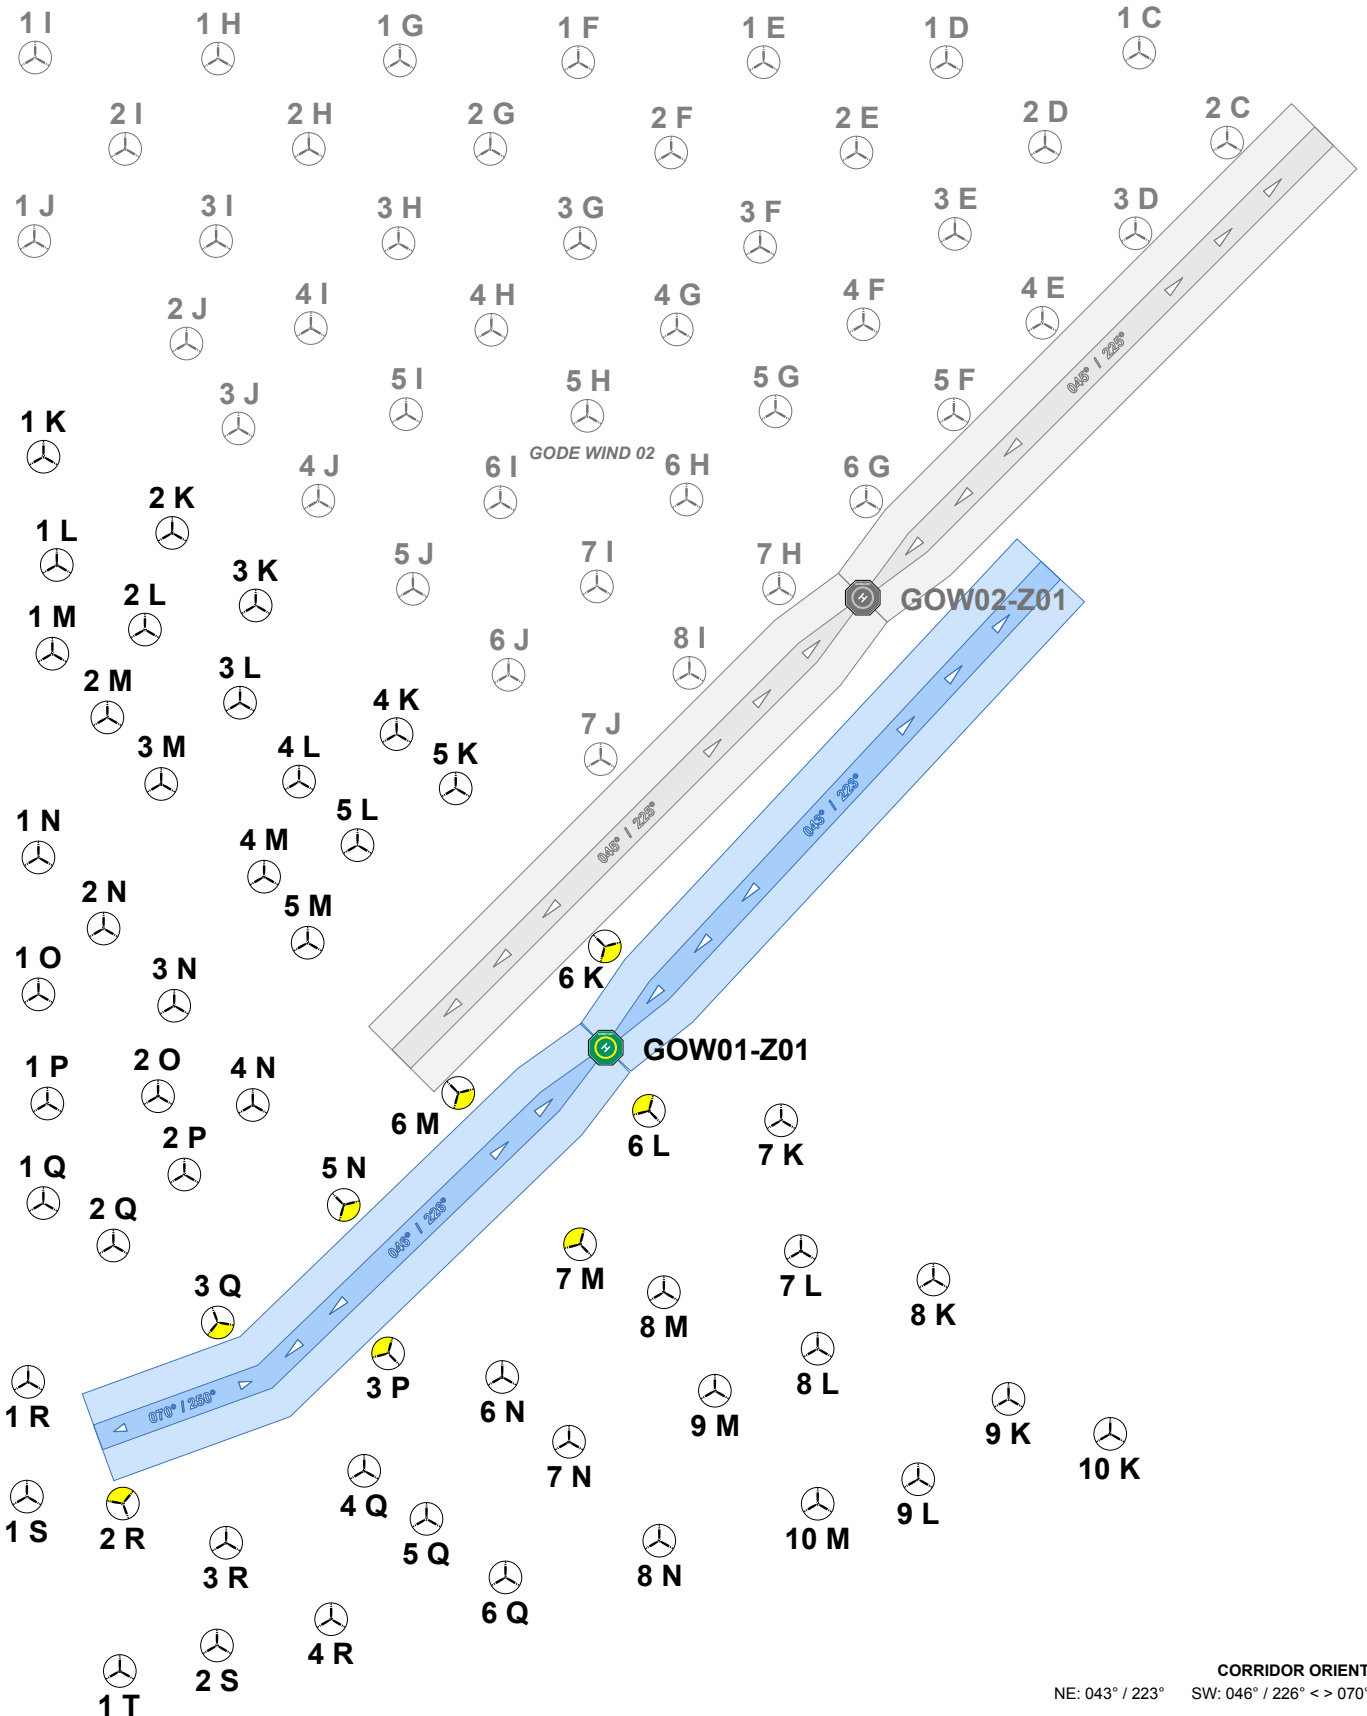 1 I 1 H 1 G 1 F 1 E 1 D 1 C
2 I 2 H 2 G 2 F 2 E 2 D 2 C
1 J 3 I 3 H 3 G 3 F 3 E 3 D
2 J 4 I 4 H 4 G 4 F 4 E
045° / 225°
3 J 5 I 5 H 5 G 5 F
1 K
GODE WIND 02
4 J 6 I 6 H 6 G
2 K
1 L 5 J 7 I 7 H
3 K
2 L GOW02-Z01
1 M
6 J 8 I
3 L
2 M
4 K
7 J
3 M 4 L 5 K
043° / 223°
5 L
1 N 045° / 225°
4 M
2 N
5 M
1 O 3 N 6 K
GOW01-Z01
2 O
1 P 4 N
6 M
2 P 6 L 7 K
1 Q 5 N
2 Q
046° / 226°
7 M 7 L
3 Q
8 M 8 K
3 P 8 L
070° / 250°
1 R 6 N 9 M 9 K
7 N 10 K
4 Q
9 L
1 S 2 R 10 M
5 Q
3 R 8 N
6 Q
4 R
2 S
1 T
CORRIDOR ORIENT
NE: 043° / 223° SW: 046° / 226° < > 070°